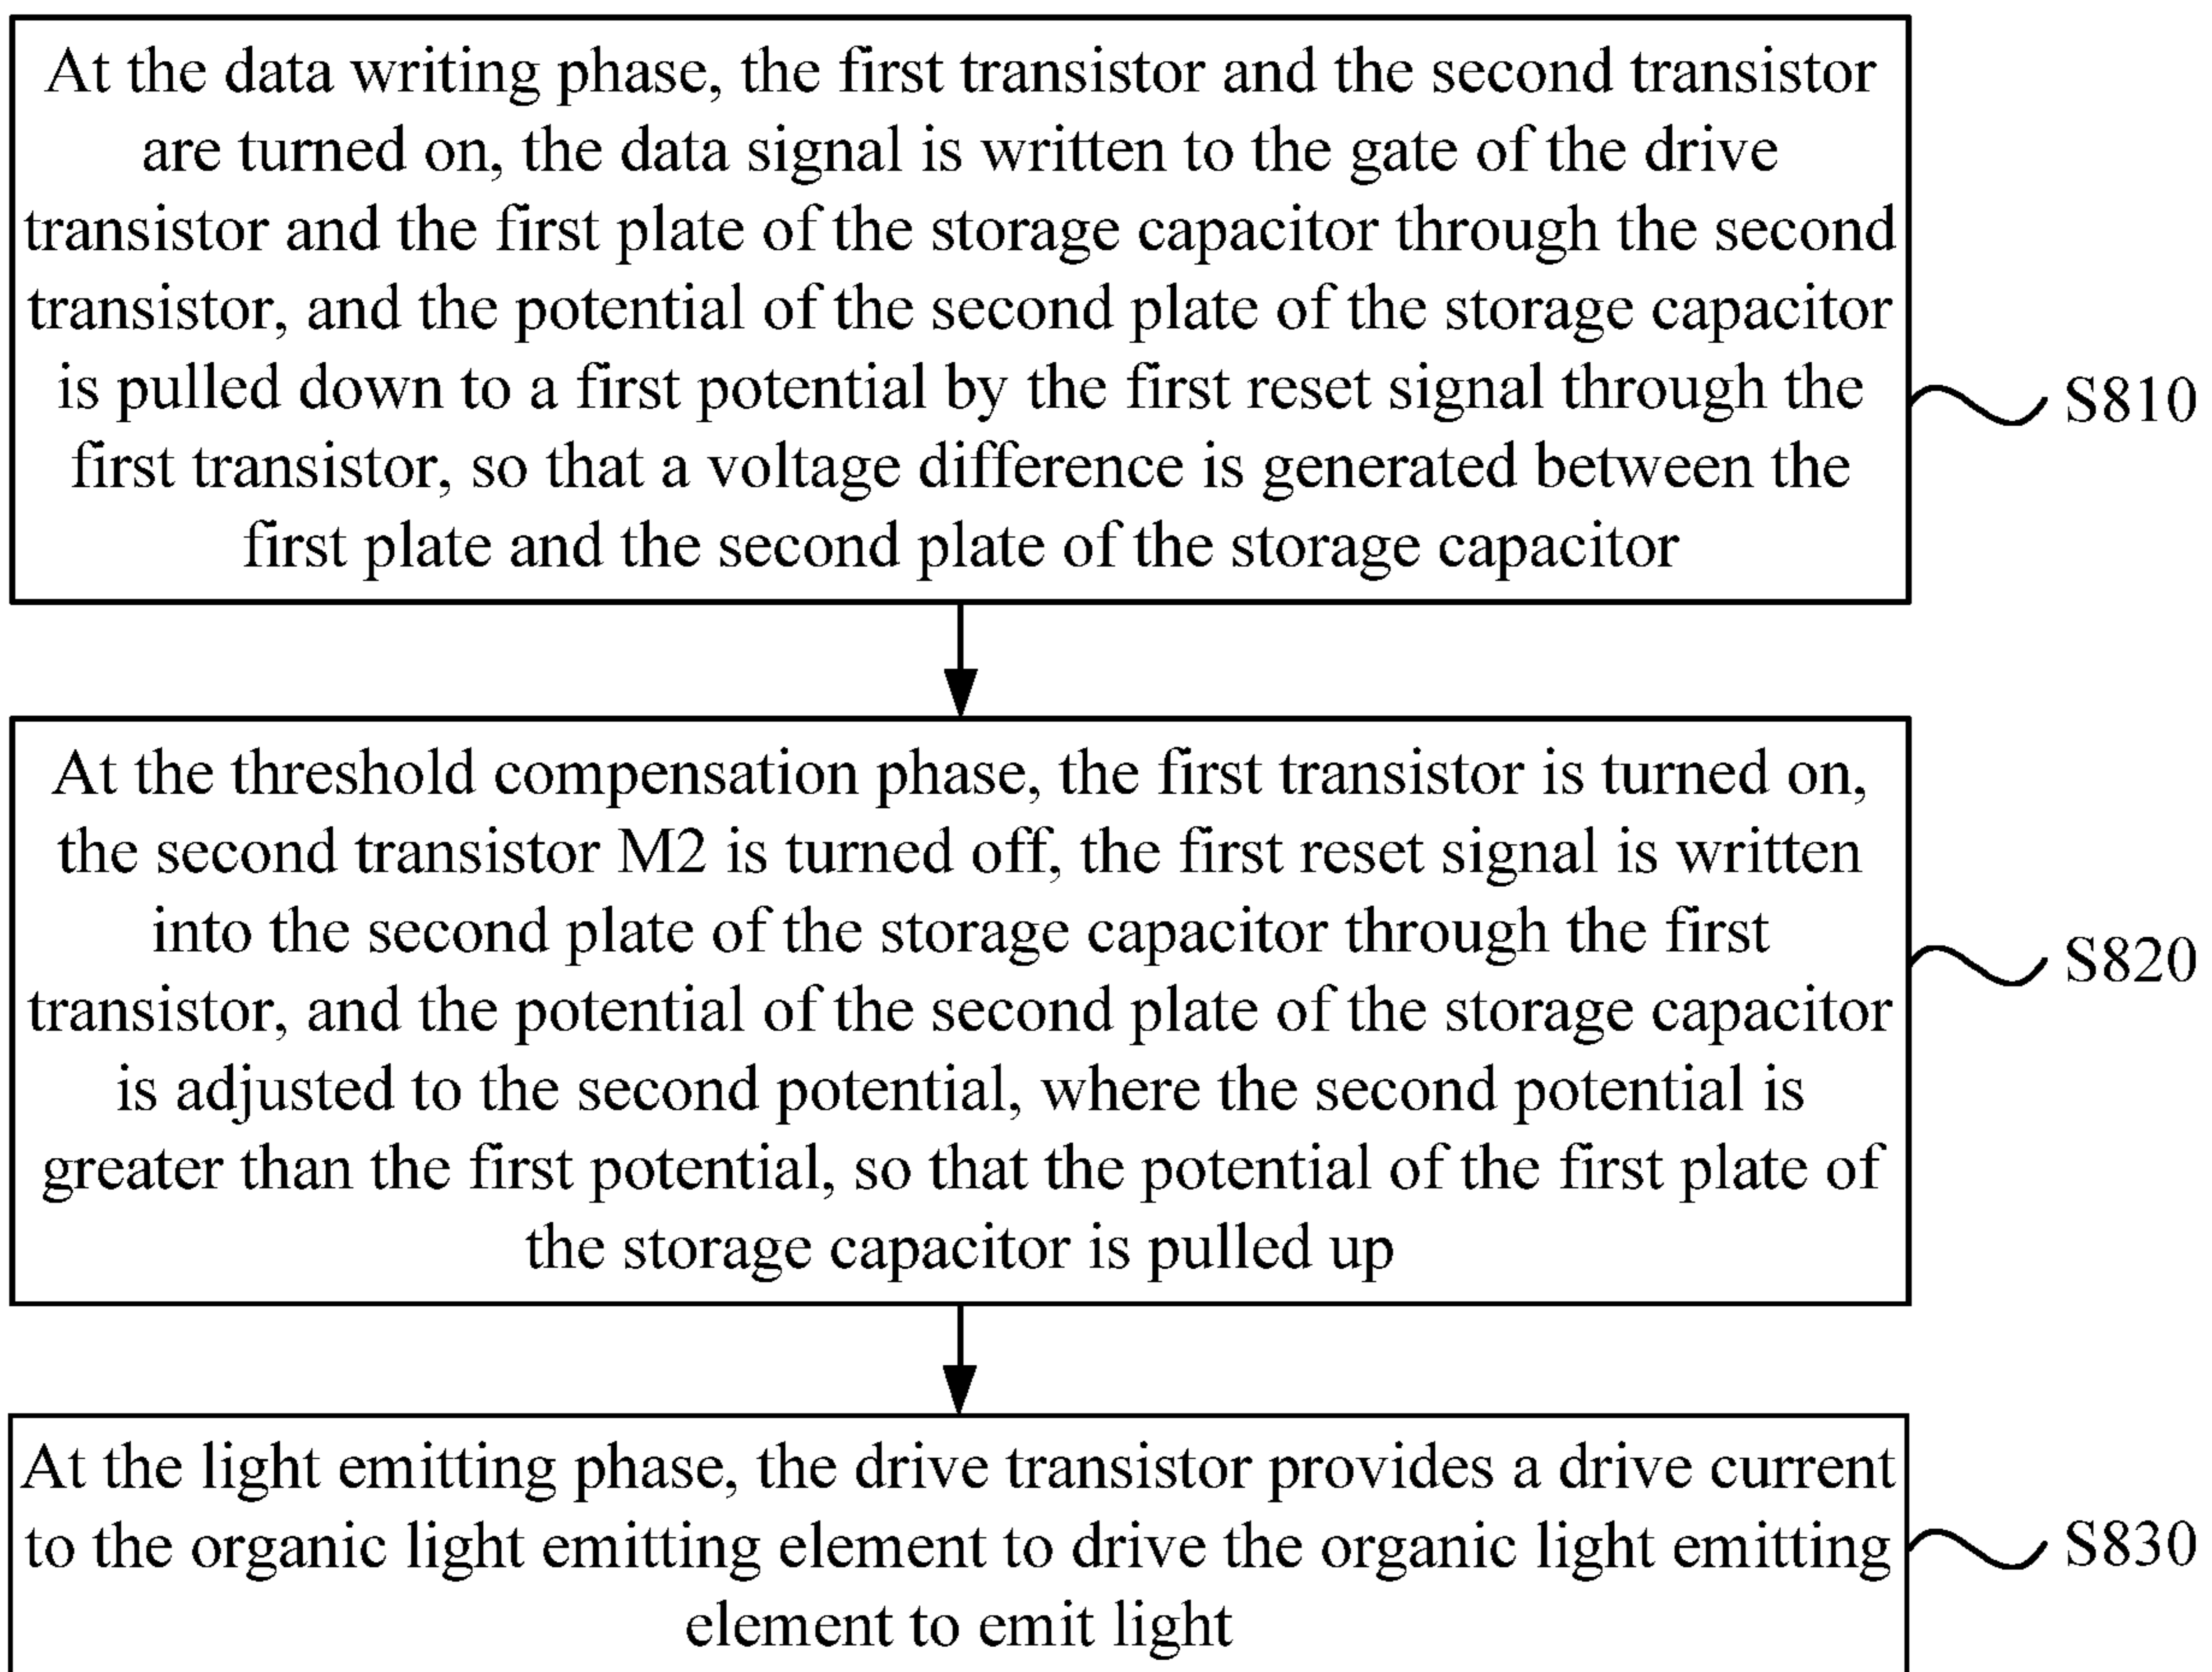 At the data writing phase, the first transistor and the second transistor
are turned on, the data signal is written to the gate of the drive
transistor and the first plate of the storage capacitor through the second
transistor, and the potential of the second plate of the storage capacitor
is pulled down to a first potential by the first reset signal through the
first transistor, so that a voltage difference is generated between the
first plate and the second plate of the storage capacitor
S810
At the threshold compensation phase, the first transistor is turned on,
the second transistor M2 is turned off, the first reset signal is written
into the second plate of the storage capacitor through the first
transistor, and the potential of the second plate of the storage capacitor
is adjusted to the second potential, where the second potential is
greater than the first potential, so that the potential of the first plate of
the storage capacitor is pulled up
S820
At the light emitting phase, the drive transistor provides a drive current
to the organic light emitting element to drive the organic light emitting
element to emit light
S830